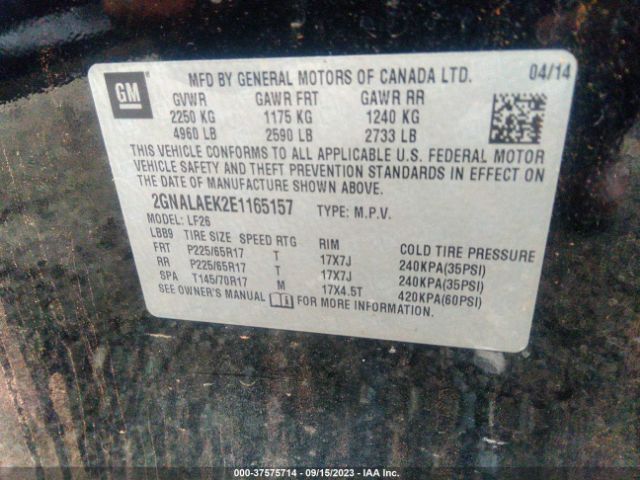 GM
MFD BY GENERAL MOTORS OF CANADA LTD. 04/14
GVWR GAWR FRT GAWR RR
2250 KG 1175 KG 1240 KG
4960 LB 2590 LB 2733 LB
THIS VEHICLE CONFORMS TO ALL APPLICABLE U.S. FEDERAL MOTOR
VEHICLE SAFETY AND THEFT PREVENTION STANDARDS IN EFFECT ON
THE DATE OF MANUFACTURE SHOWN ABOVE.
2GNALAEK2E1165157 TYPE: M.P.V.
MODEL: LF26
LBB9 TIRE SIZE SPEED RTG RIM COLD TIRE PRESSURE
FRT P225/65R17 T 17X7J 240KPA(35PSI)
RR P225/65R17 T 17X7J 240KPA(35PSI)
SPA T145/70R17 M 17X4.5T 420KPA(60PSI)
SEE OWNER'S MANUAL FOR MORE INFORMATION.
000-37575714 - 09/15/2023 - IAA Inc.